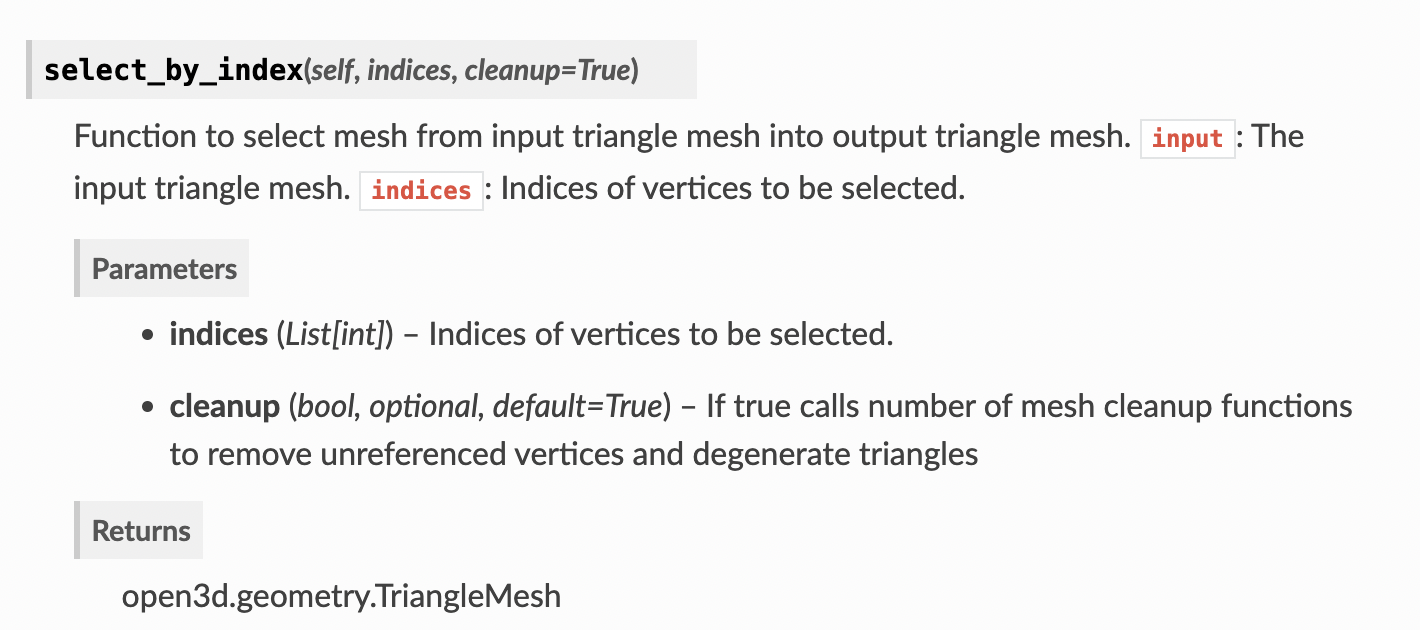 select_by_index(self, indices, cleanup=True)
Function to select mesh from input triangle mesh into output triangle mesh. input: The
input triangle mesh. indices: Indices of vertices to be selected.
Parameters
• indices (List[int]) – Indices of vertices to be selected.
• cleanup (bool, optional, default=True) – If true calls number of mesh cleanup functions
to remove unreferenced vertices and degenerate triangles
Returns
open3d.geometry.TriangleMesh